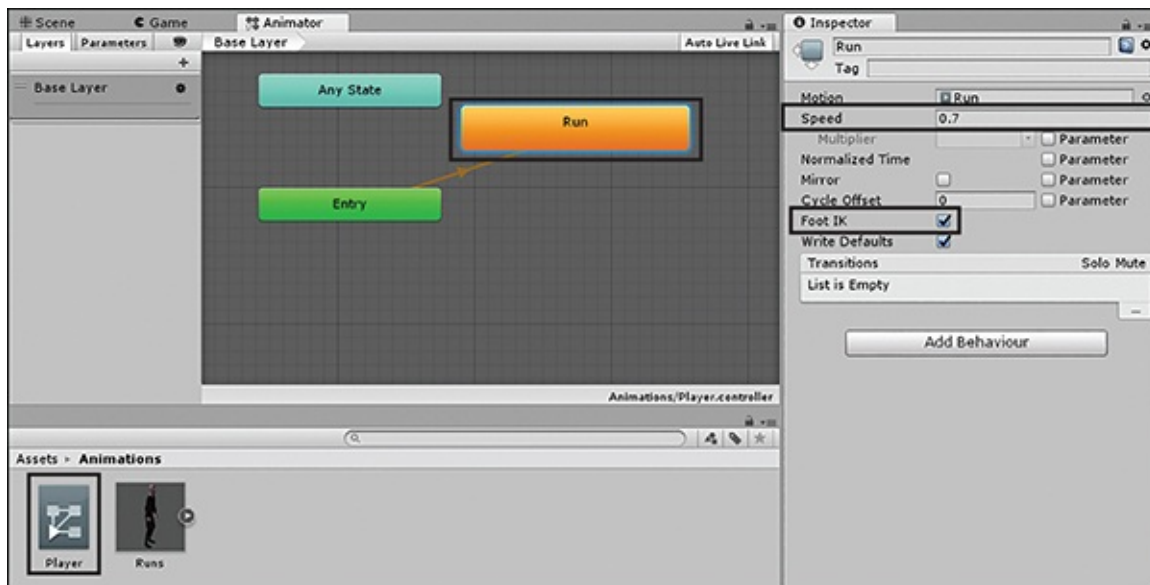 Scene
Game
Animator
Layers
Parameters
Base Layer
Auto Live Link
+
Base Layer
Any State
Run
Entry
Animations/Player.controller
Assets
Animations
Player
Runs
Inspector
Run
Tag
Motion
Run
Speed
0.7
Multiplier
Parameter
Normalized Time
Parameter
Mirror
Parameter
Cycle Offset
0
Parameter
Foot IK
Write Defaults
Transitions
Solo Mute
List is Empty
Add Behaviour